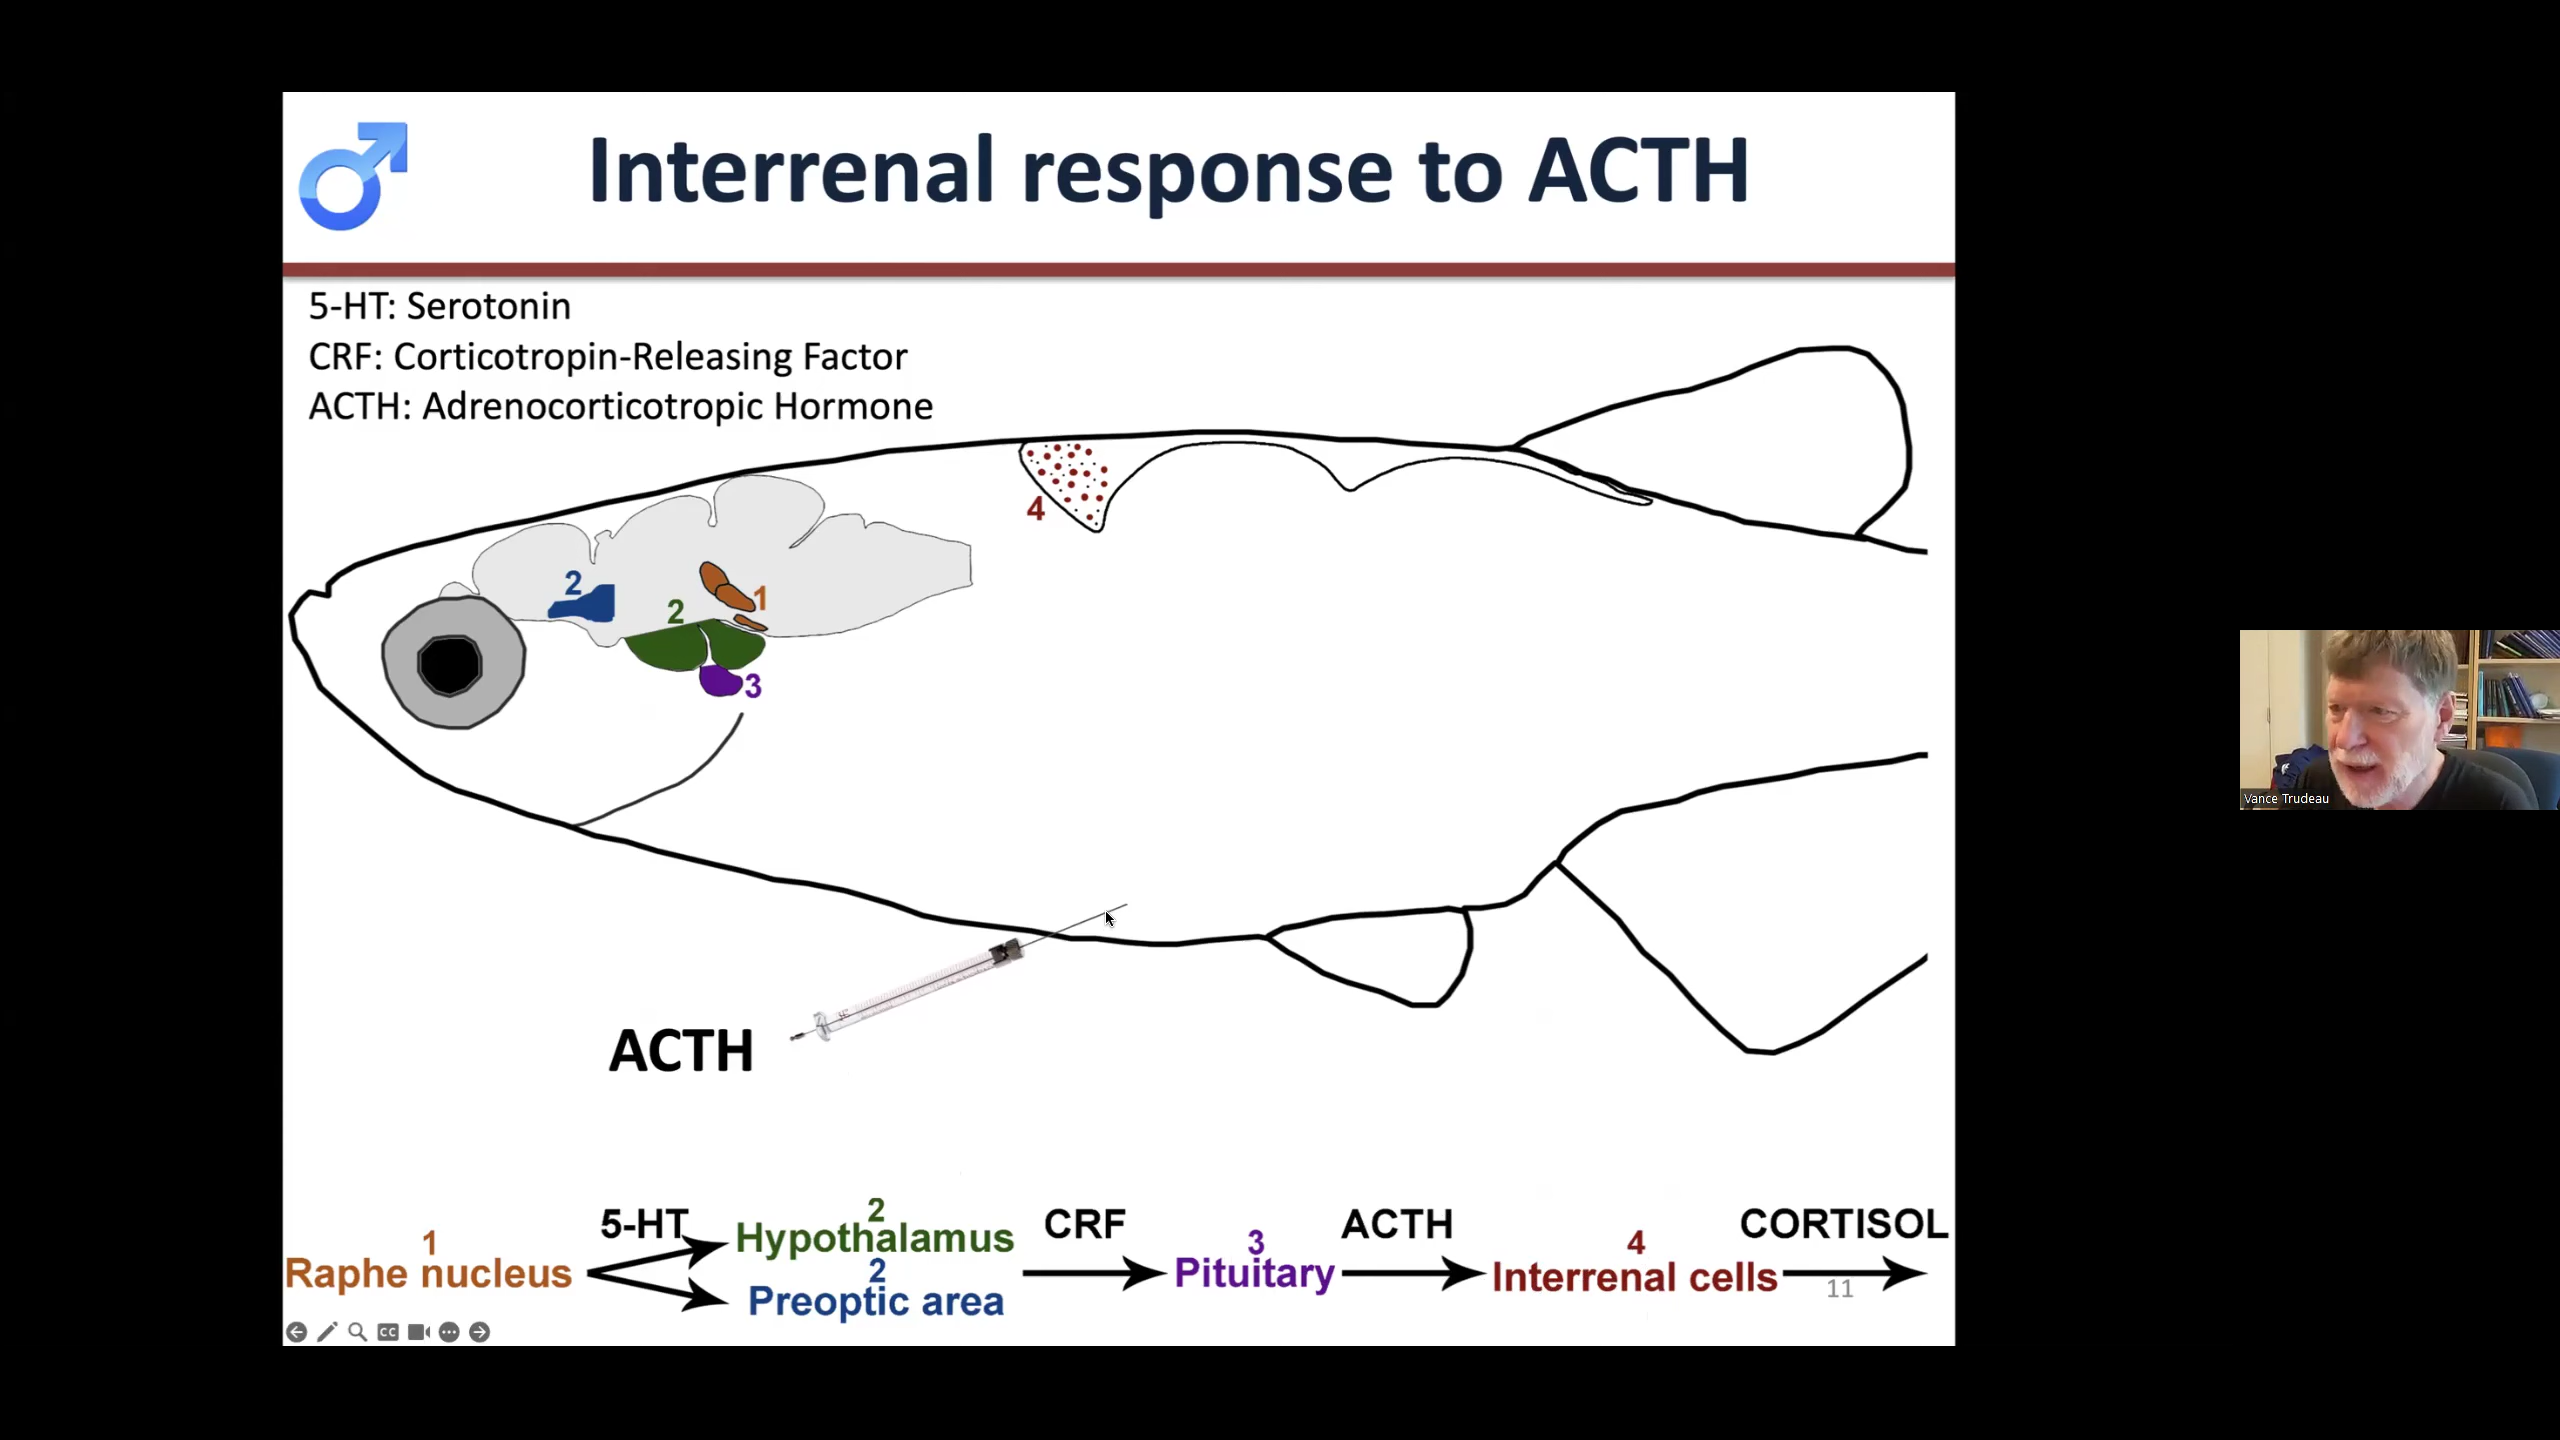 Interrenal response to ACTH
5-HT: Serotonin
CRF: Corticotropin-Releasing Factor
ACTH: Adrenocorticotropic Hormone
4
2
2
1
3
ACTH
1
Raphe nucleus
5-HT
2
Hypothalamus
2
Preoptic area
CRF
3
Pituitary
ACTH
4
Interrenal cells
CORTISOL
11
CC
Vance Trudeau